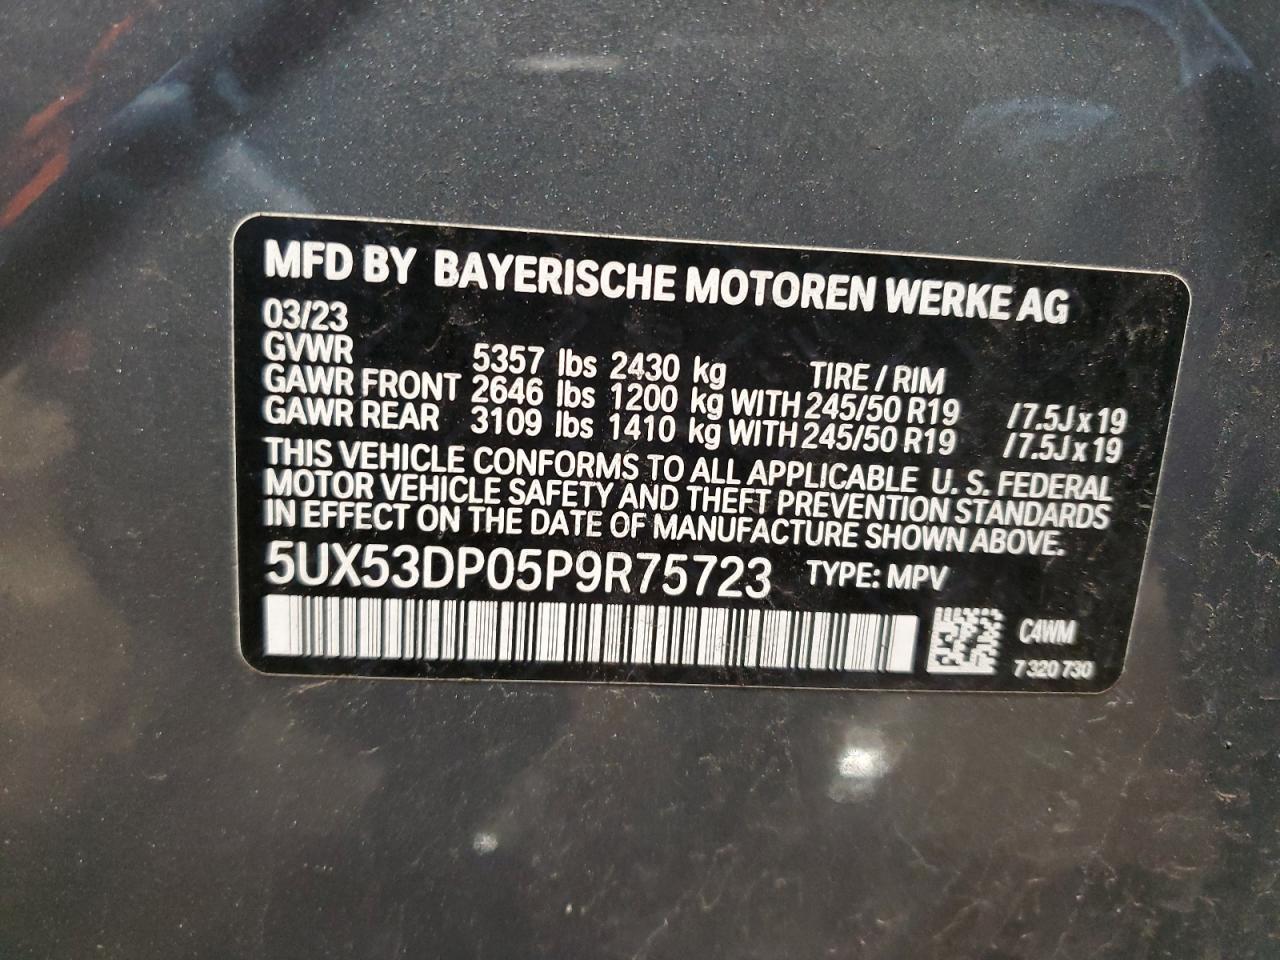 MFD BY BAYERISCHE MOTOREN WERKE AG
03/23
GVWR 5357 lbs 2430 kg TIRE / RIM
GAWR FRONT 2646 lbs 1200 kg WITH 245/50 R19 /7.5J x 19
GAWR REAR 3109 lbs 1410 kg WITH 245/50 R19 /7.5J x 19
THIS VEHICLE CONFORMS TO ALL APPLICABLE U. S. FEDERAL
MOTOR VEHICLE SAFETY AND THEFT PREVENTION STANDARDS
IN EFFECT ON THE DATE OF MANUFACTURE SHOWN ABOVE.
5UX53DP05P9R75723 TYPE: MPV
C4WM
7 320 730